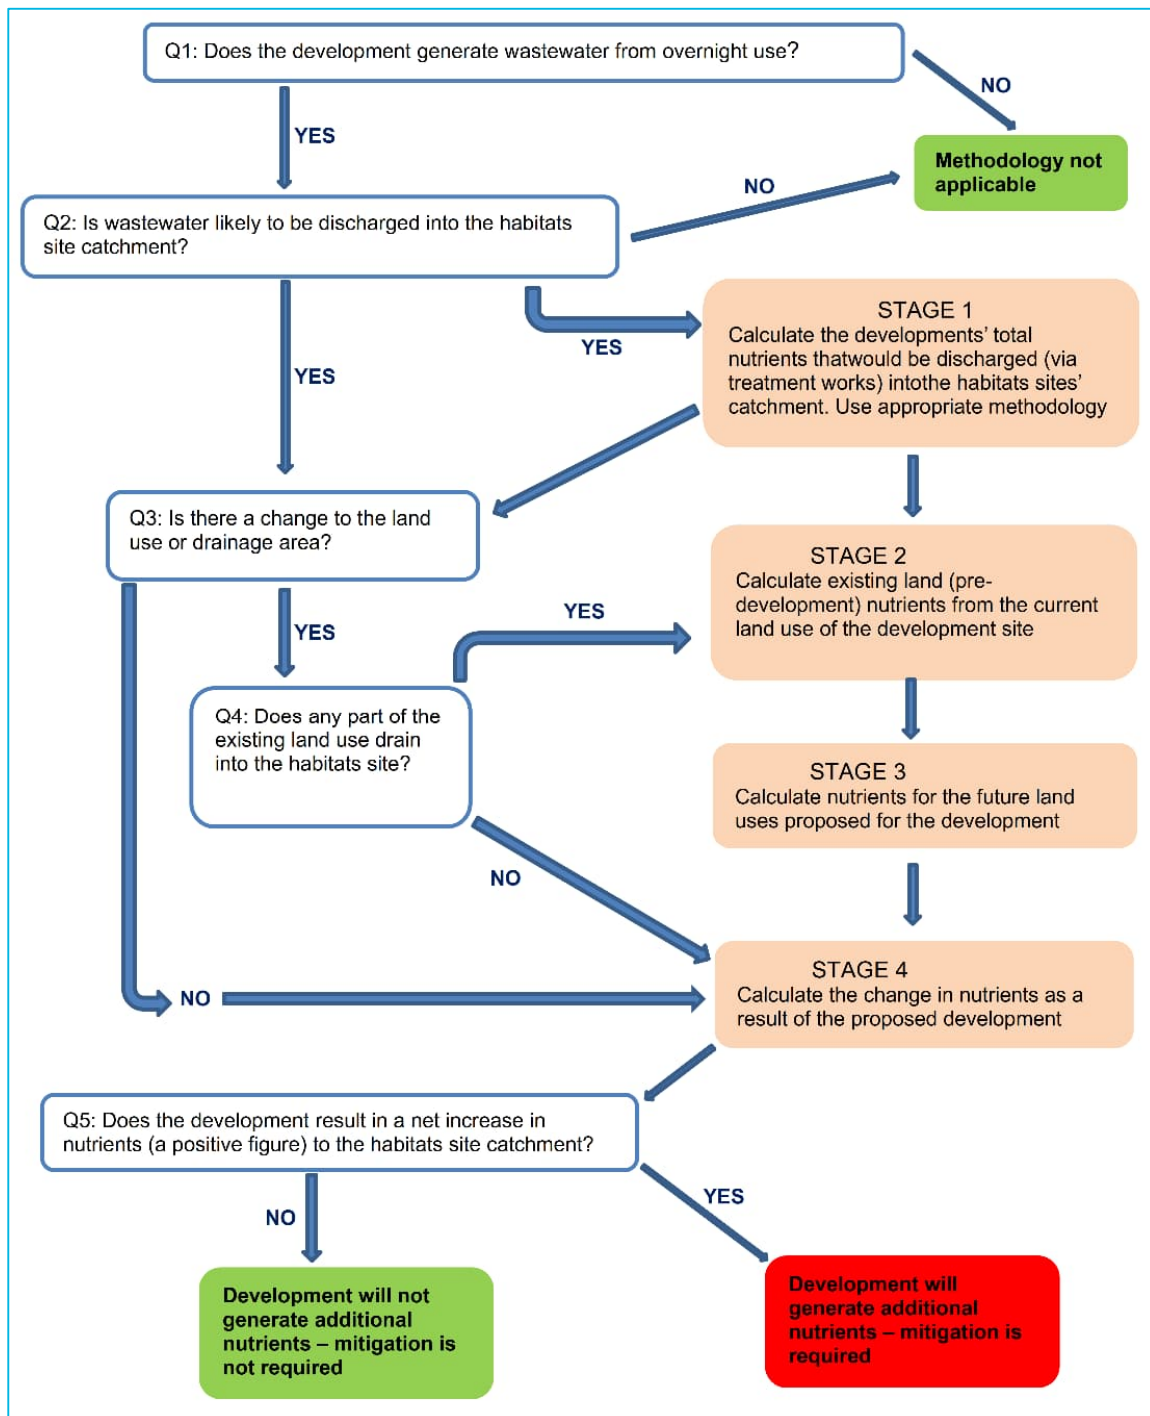 Q1: Does the development generate wastewater from overnight use?
NO
YES
Methodology not
applicable
NO
Q2: Is wastewater likely to be discharged into the habitats
site catchment?
STAGE 1
Calculate the developments’ total
nutrients thatwould be discharged (via
treatment works) intothe habitats sites’
catchment. Use appropriate methodology
YES
YES
Q3: Is there a change to the land
use or drainage area?
STAGE 2
Calculate existing land (pre-
development) nutrients from the current
land use of the development site
YES
YES
Q4: Does any part of the
existing land use drain
into the habitats site?
STAGE 3
Calculate nutrients for the future land
uses proposed for the development
NO
STAGE 4
Calculate the change in nutrients as a
result of the proposed development
NO
Q5: Does the development result in a net increase in
nutrients (a positive figure) to the habitats site catchment?
YES
NO
Development will not
generate additional
nutrients – mitigation is
not required
Development will
generate additional
nutrients – mitigation is
required